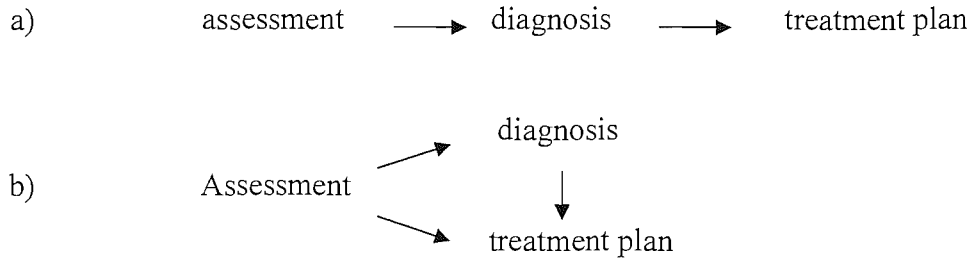 a) assessment diagnosis treatment plan
diagnosis
b) Assessment
treatment plan